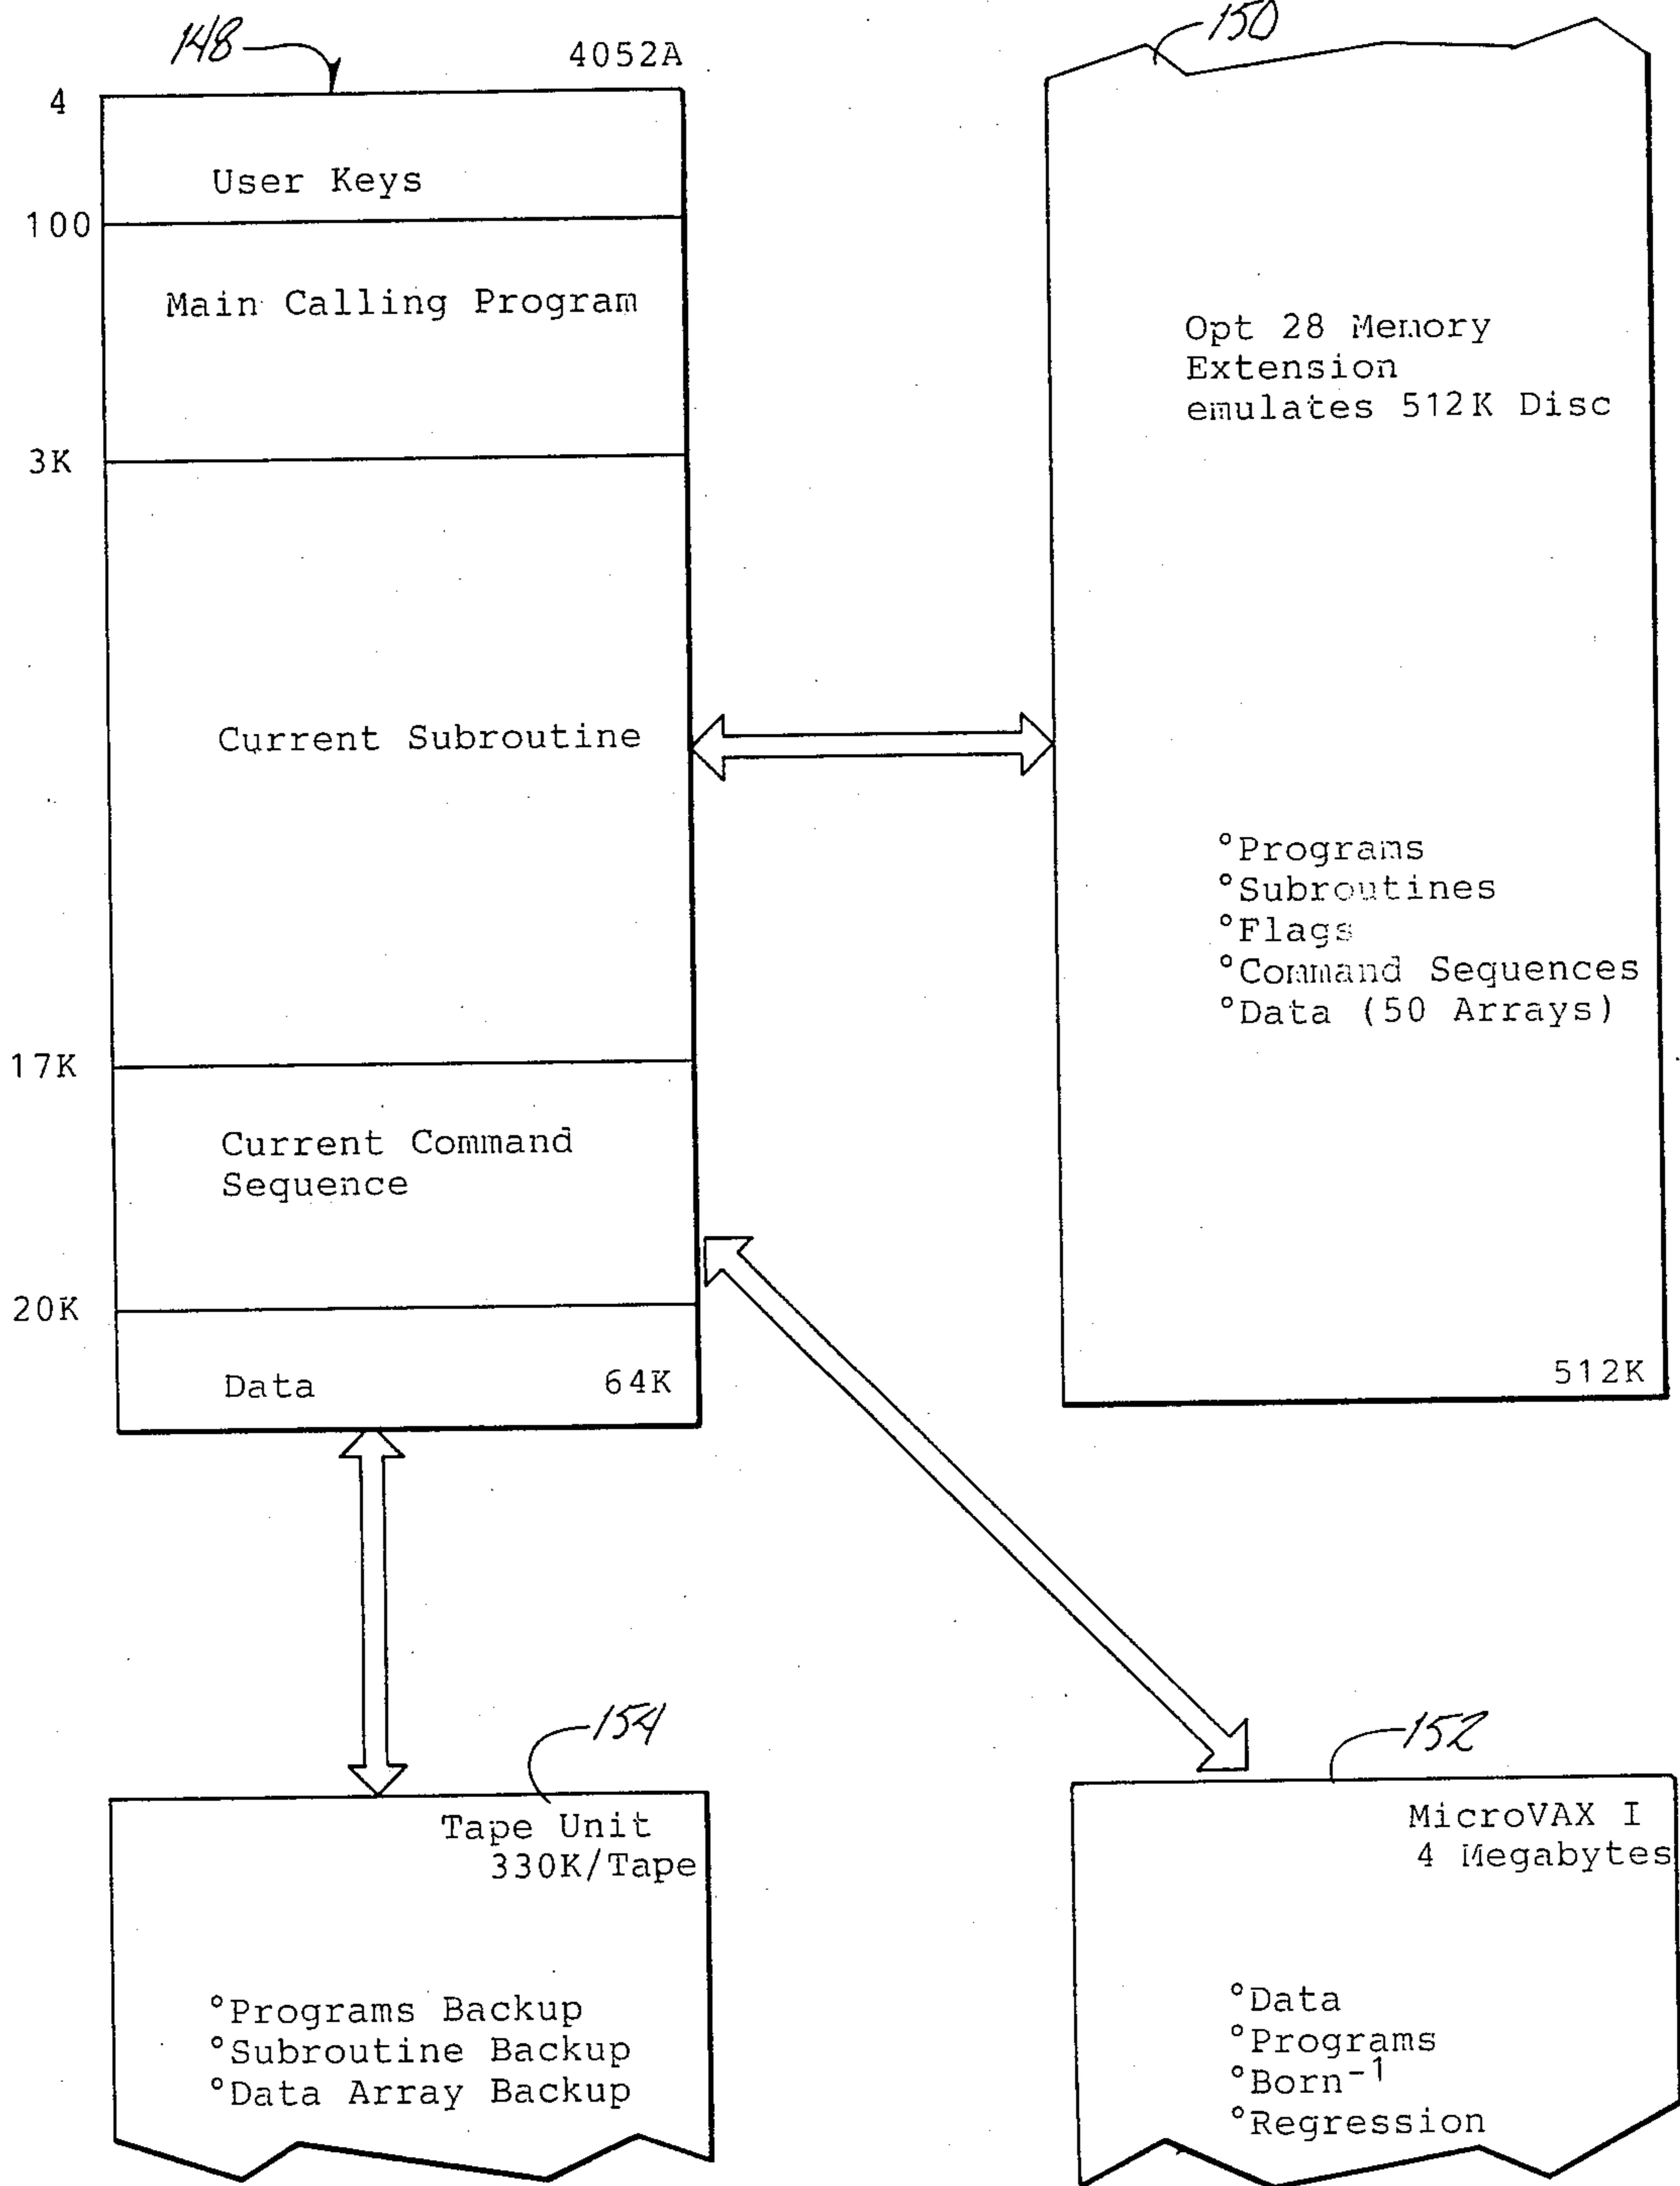 148
4052A
4
User Keys
100
Main Calling Program
3K
Current Subroutine
17K
Current Command
Sequence
20K
Data
64K
150
Opt 28 Memory
Extension
emulates 512K Disc
°Programs
°Subroutines
°Flags
°Command Sequences
°Data (50 Arrays)
512K
154
Tape Unit
330K/Tape
°Programs Backup
°Subroutine Backup
°Data Array Backup
152
MicroVAX I
4 Megabytes
°Data
°Programs
°Born⁻¹
°Regression